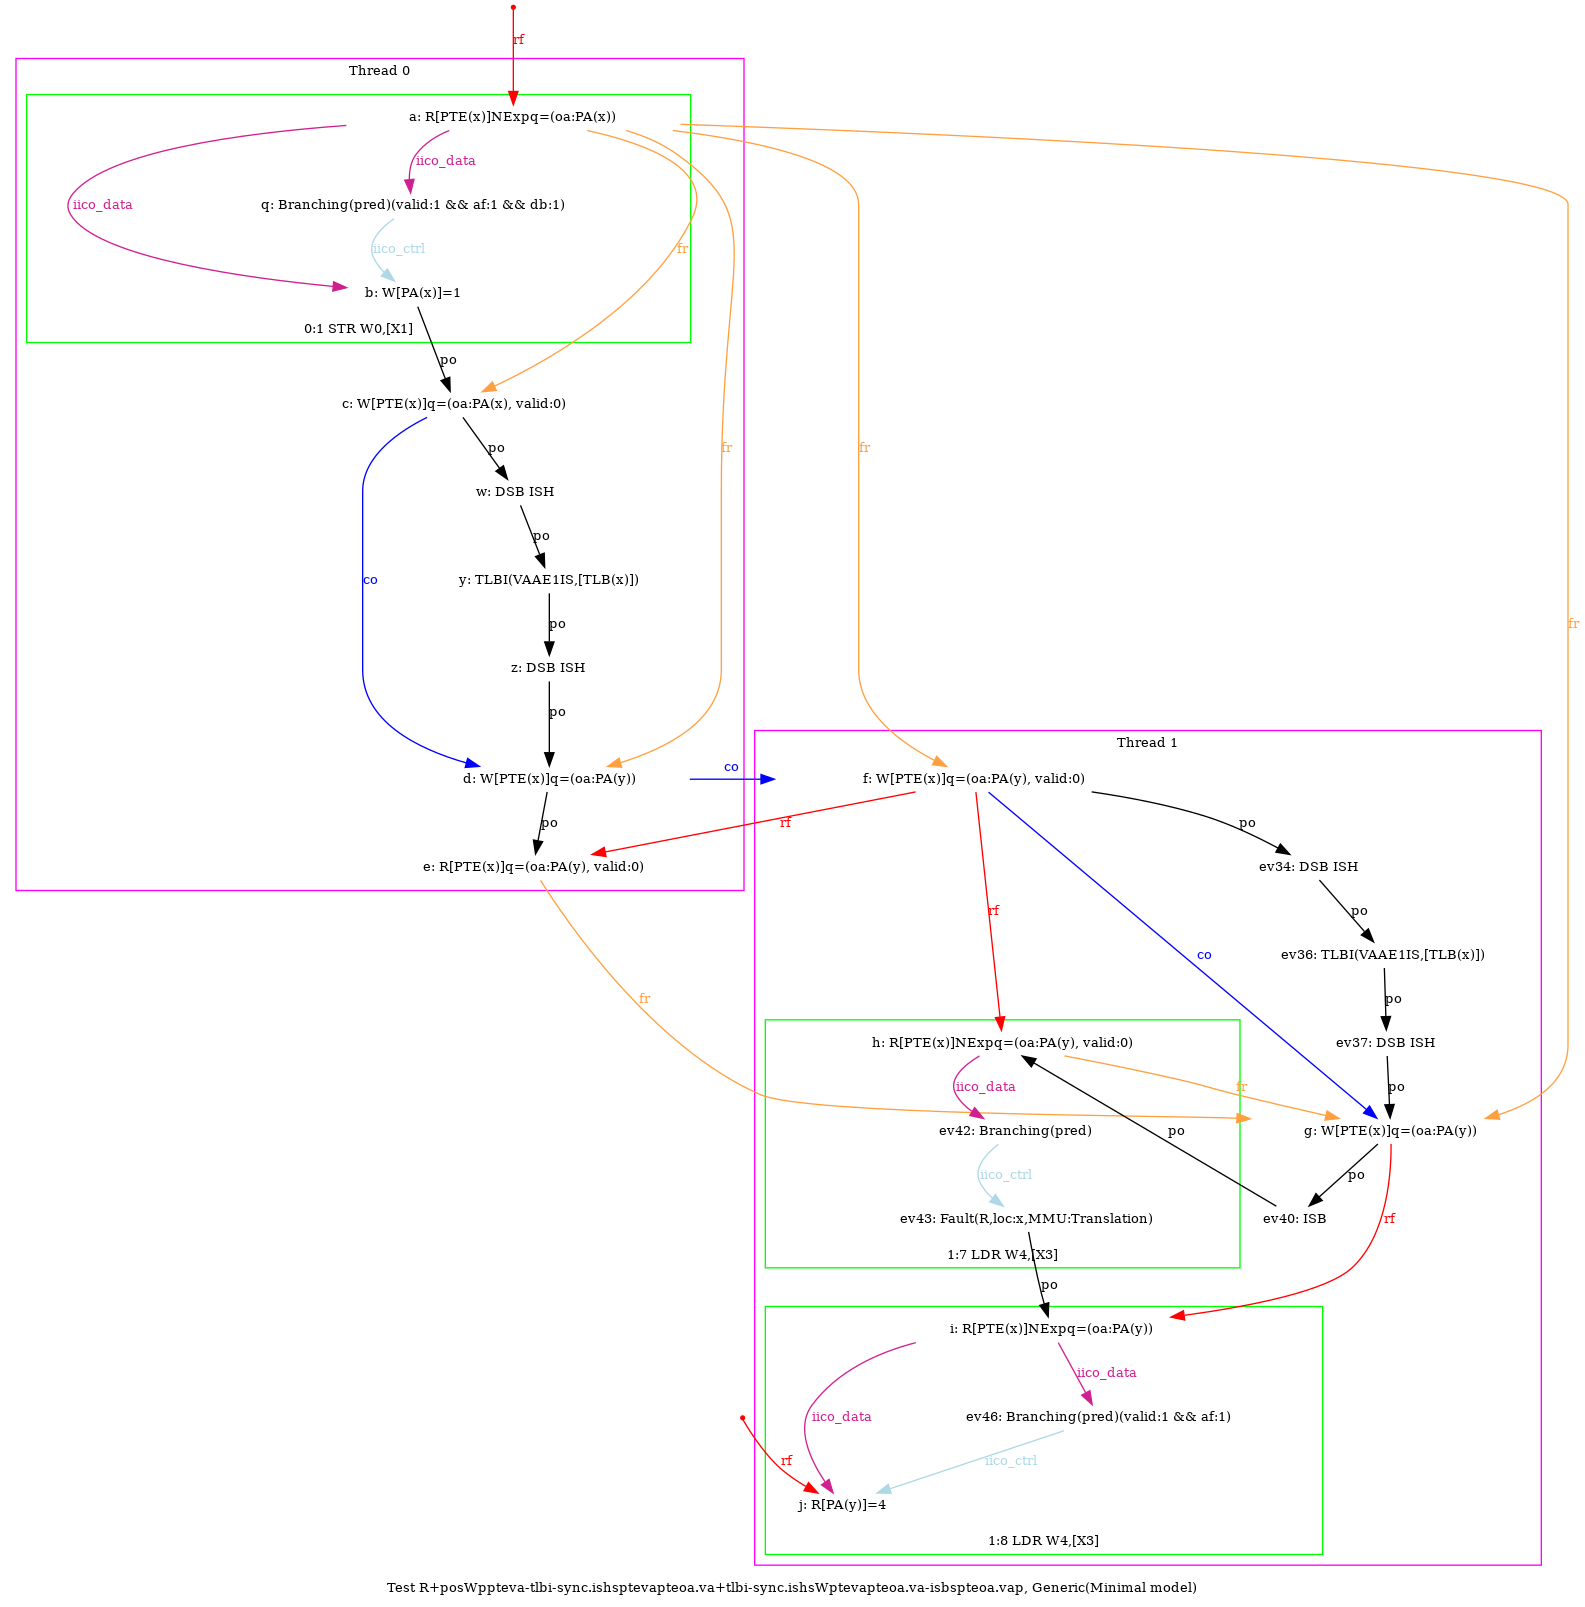 rf
Thread 0
a: R[PTE(x)]NExpq=(oa:PA(x))
iico_data
iico_data
q: Branching(pred)(valid:1 && af:1 && db:1)
iico_ctrl
fr
b: W[PA(x)]=1
0:1 STR W0,[X1]
po
c: W[PTE(x)]q=(oa:PA(x), valid:0)
po
fr
fr
w: DSB ISH
po
co
y: TLBI(VAAE1IS,[TLB(x)])
po
fr
z: DSB ISH
po
Thread 1
co
d: W[PTE(x)]q=(oa:PA(y))
f: W[PTE(x)]q=(oa:PA(y), valid:0)
po
rf
po
e: R[PTE(x)]q=(oa:PA(y), valid:0)
ev34: DSB ISH
rf
po
co
ev36: TLBI(VAAE1IS,[TLB(x)])
fr
po
h: R[PTE(x)]NExpq=(oa:PA(y), valid:0)
ev37: DSB ISH
iico_data
fr
po
ev42: Branching(pred)
po
g: W[PTE(x)]q=(oa:PA(y))
iico_ctrl
po
ev43: Fault(R,loc:x,MMU:Translation)
ev40: ISB
rf
1:7 LDR W4,[X3]
po
i: R[PTE(x)]NExpq=(oa:PA(y))
iico_data
iico_data
ev46: Branching(pred)(valid:1 && af:1)
rf
iico_ctrl
j: R[PA(y)]=4
1:8 LDR W4,[X3]
Test R+posWppteva-tlbi-sync.ishsptevapteoa.va+tlbi-sync.ishsWptevapteoa.va-isbspteoa.vap, Generic(Minimal model)